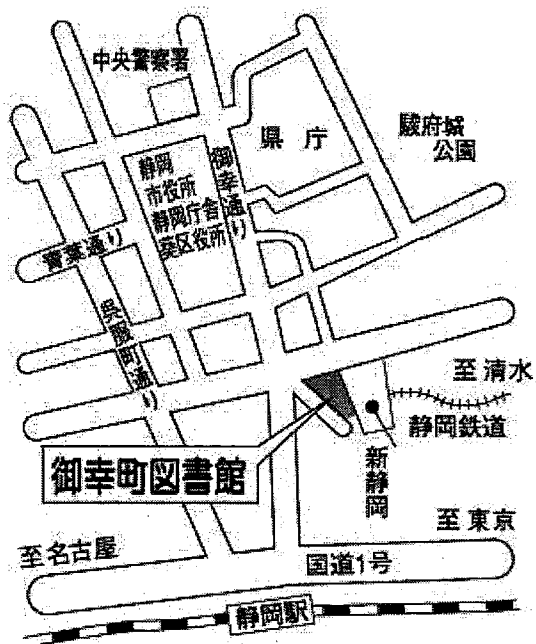 中央警察署
県庁
駿府城
公園
静岡
市役所
静岡庁舎
葵区役所
御幸通り
青葉通り
呉服町通り
至清水
静岡鉄道
新静岡
御幸町図書館
至東京
至名古屋
国道1号
静岡駅